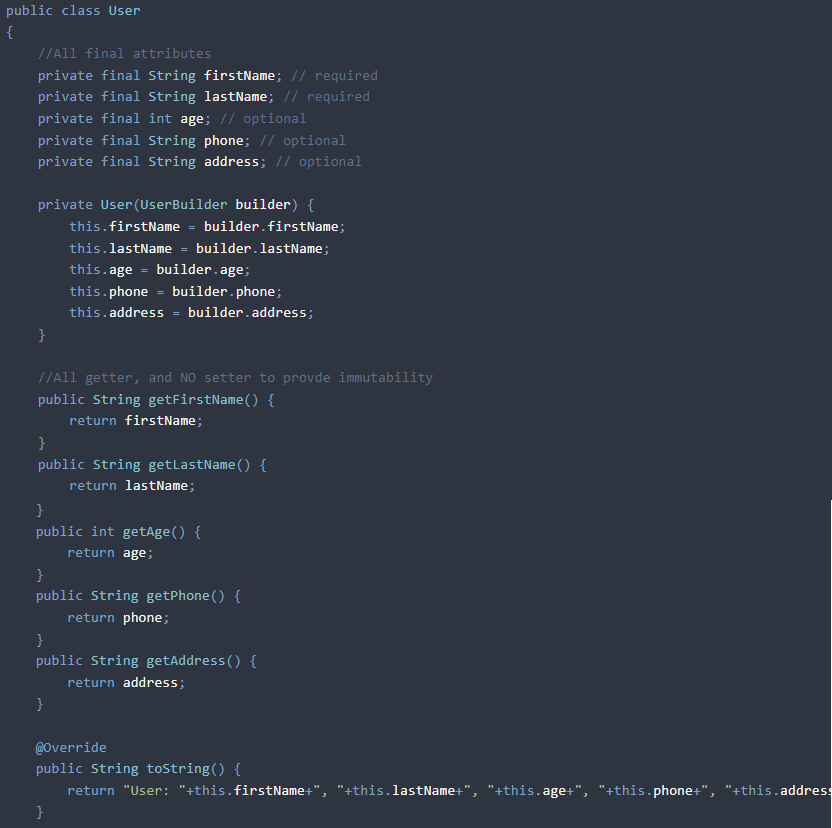 public class User
{
    //All final attributes
    private final String firstName; // required
    private final String lastName; // required
    private final int age; // optional
    private final String phone; // optional
    private final String address; // optional

    private User(UserBuilder builder) {
        this.firstName = builder.firstName;
        this.lastName = builder.lastName;
        this.age = builder.age;
        this.phone = builder.phone;
        this.address = builder.address;
    }

    //All getter, and NO setter to provde immutability
    public String getFirstName() {
        return firstName;
    }
    public String getLastName() {
        return lastName;
    }
    public int getAge() {
        return age;
    }
    public String getPhone() {
        return phone;
    }
    public String getAddress() {
        return address;
    }

    @Override
    public String toString() {
        return "User: "+this.firstName+", "+this.lastName+", "+this.age+", "+this.phone+", "+this.address
    }